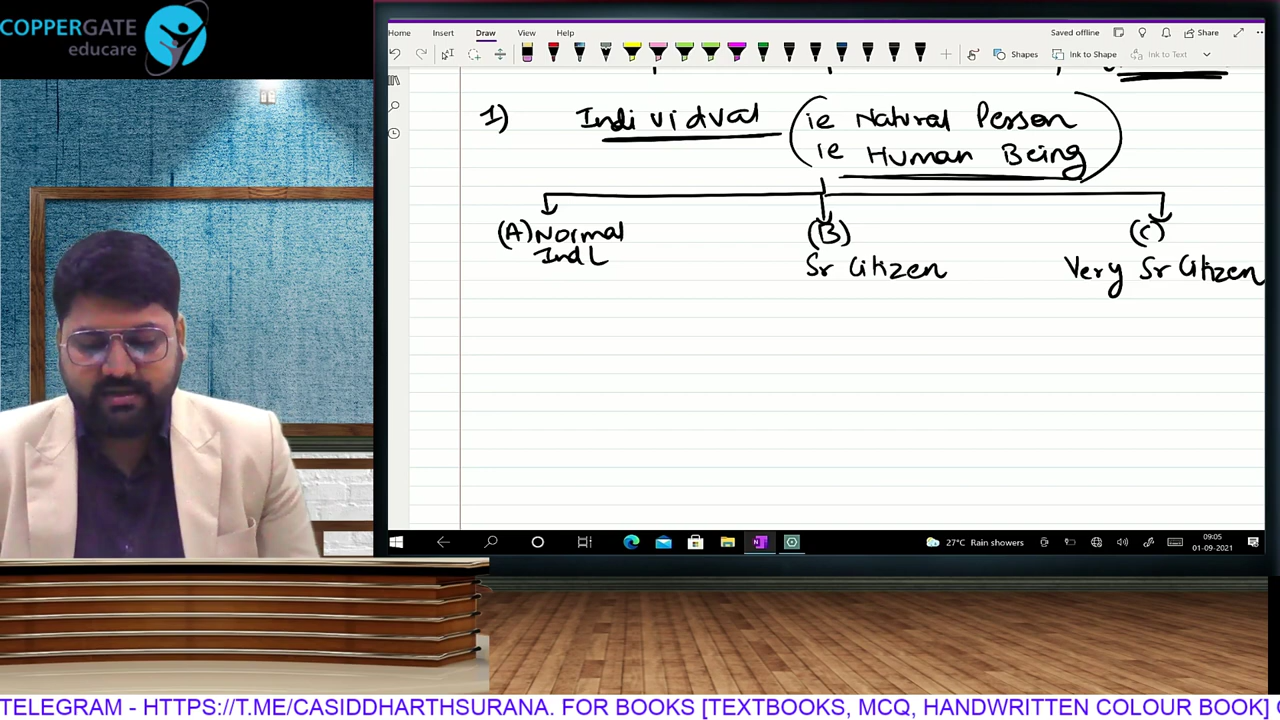 COPPERGATE
educare
Home Insert Draw View Help
Saved offline
Share
Shapes
Ink to Shape
Ink to Text
1) Individual (ie Natural Person
ie Human Being)
(A) Normal
Indl
(B)
Sr Citizen
(C)
Very Sr Citizen
27°C Rain showers
09:05
01-09-2021
TELEGRAM - HTTPS://T.ME/CASIDDHARTHSURANA. FOR BOOKS [TEXTBOOKS, MCQ, HANDWRITTEN COLOUR BOOK]